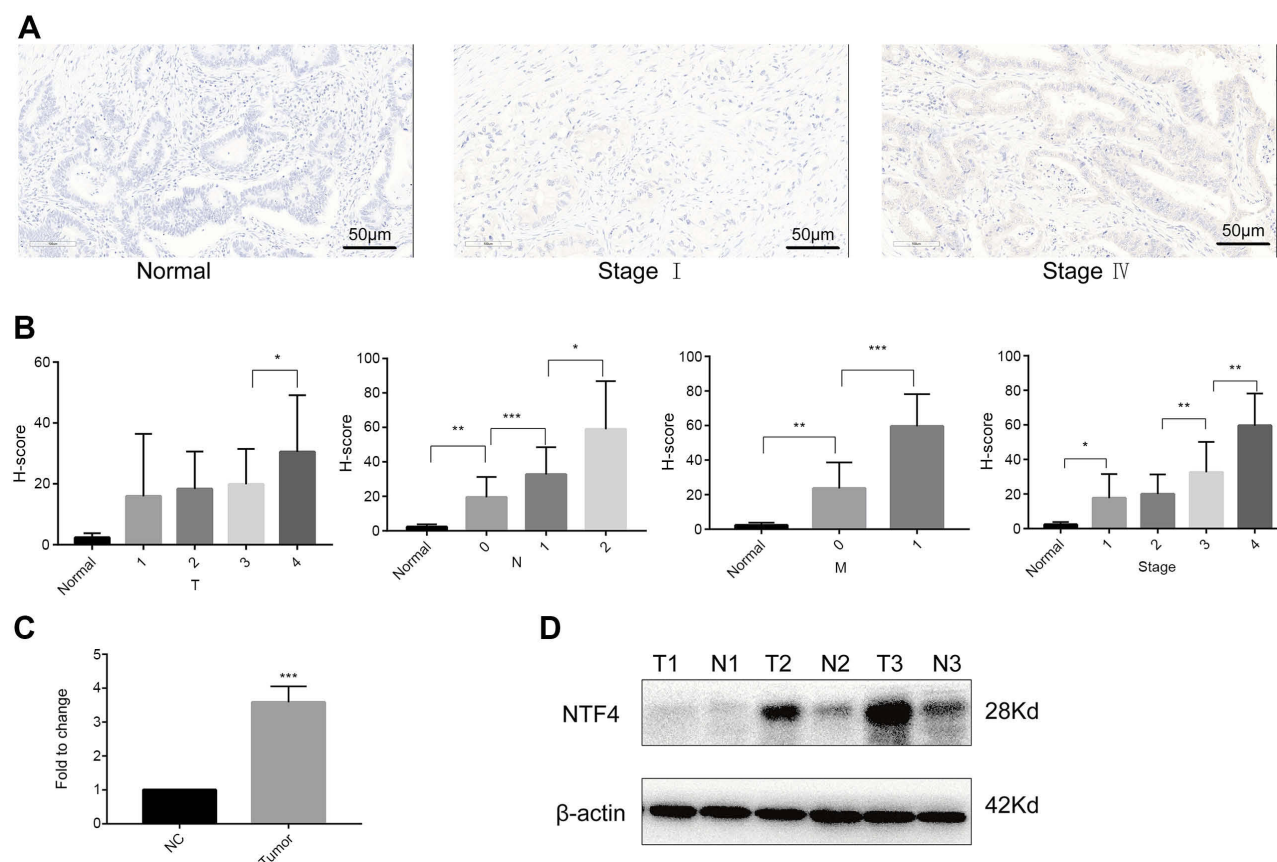 A
50μm
50μm
50μm
Normal
Stage Ⅰ
Stage Ⅳ
B
H-score
60
40
20
0
*
Normal
1
2
3
4
T
H-score
100
80
60
40
20
0
**
***
*
Normal
0
1
2
N
H-score
100
80
60
40
20
0
**
***
Normal
0
1
M
H-score
100
80
60
40
20
0
*
**
**
Normal
1
2
3
4
Stage
C
Fold to change
5
4
3
2
1
0
***
NC
Tumor
D
T1 N1 T2 N2 T3 N3
NTF4
28Kd
β-actin
42Kd